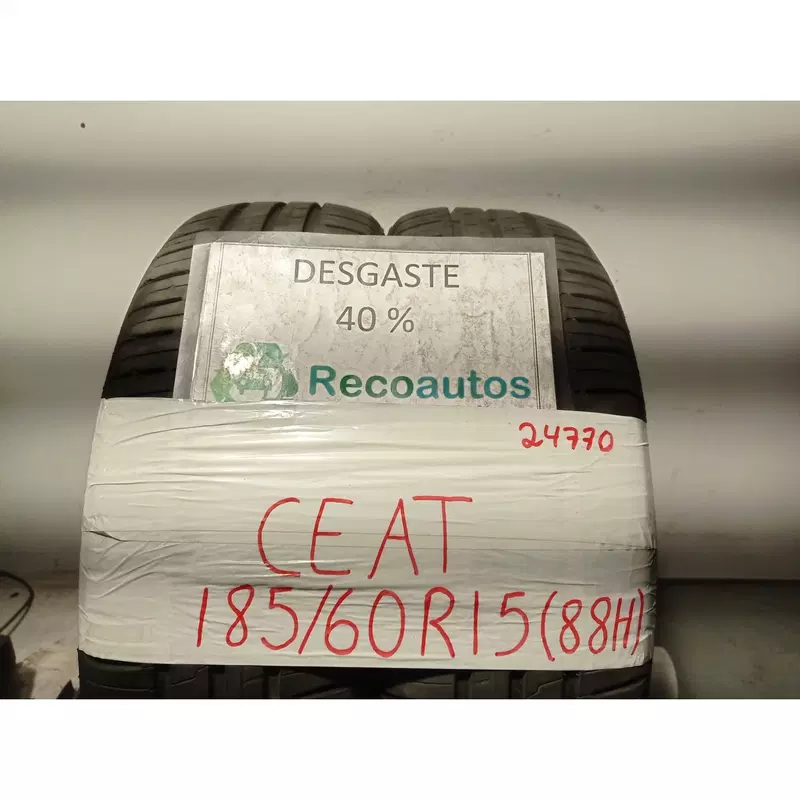 DESGASTE
40 %
Recoautos
24770
CEAT
185/60R15(88H)